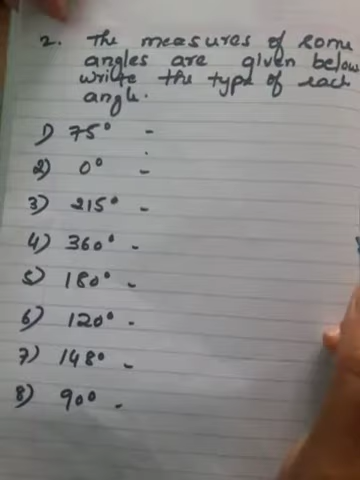 2. the measures of some
angles are given below
write the type of each
angle.
1) 75° -
2) 0° -
3) 215° -
4) 360° -
5) 180° -
6) 120° -
7) 148° -
8) 90° -